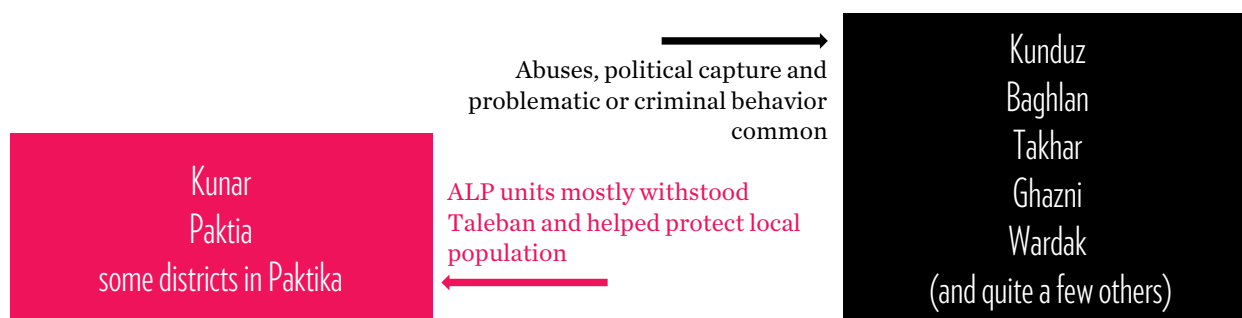 Abuses, political capture and
problematic or criminal behavior
common
Kunduz
Baghlan
Takhar
Ghazni
Wardak
(and quite a few others)
Kunar
Paktia
some districts in Paktika
ALP units mostly withstood
Taleban and helped protect local
population